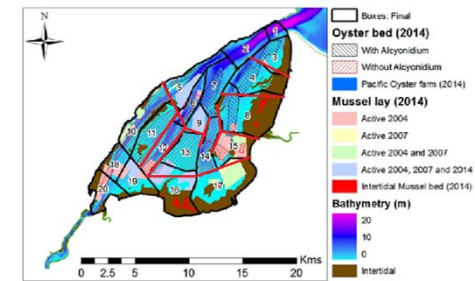 N
1
2
3
4
5
6
7
8
9
10
11
12
13
14
15
16
17
18
19
20
0 2.5 5 10 15 20
Kms
Boxes: Final
Oyster bed (2014)
With Alcyonidium
Without Alcyonidium
Pacific Oyster farm (2014)
Mussel lay (2014)
Active 2004
Active 2007
Active 2004 and 2007
Active 2004, 2007 and 2014
Intertidal Mussel bed (2014)
Bathymetry (m)
20
10
0
Intertidal